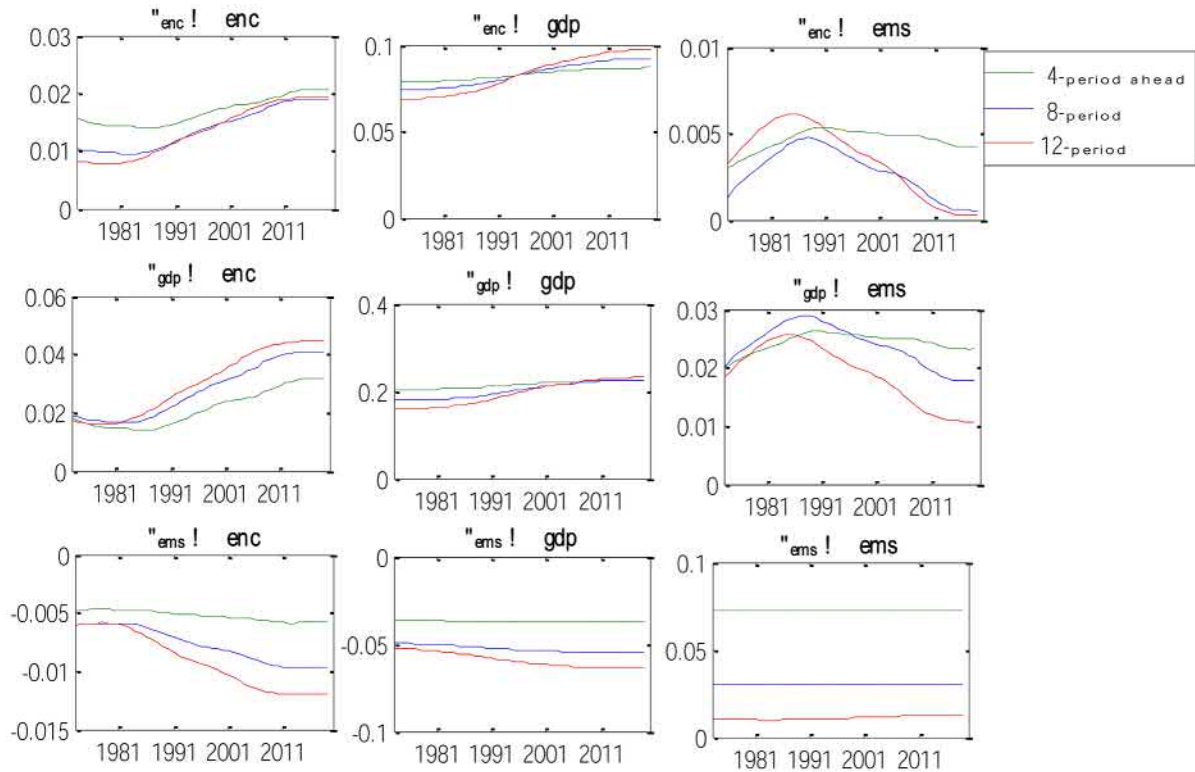 "enc ! enc
0.03
0.02
0.01
0
1981 1991 2001 2011
"enc ! gdp
0.1
0.05
0
1981 1991 2001 2011
"enc ! ems
0.01
0.005
0
1981 1991 2001 2011
4-period ahead
8-period
12-period
"gdp ! enc
0.06
0.04
0.02
0
1981 1991 2001 2011
"gdp ! gdp
0.4
0.2
0
1981 1991 2001 2011
"gdp ! ems
0.03
0.02
0.01
0
1981 1991 2001 2011
"ems ! enc
0
-0.005
-0.01
-0.015
1981 1991 2001 2011
"ems ! gdp
0
-0.05
-0.1
1981 1991 2001 2011
"ems ! ems
0.1
0.05
0
1981 1991 2001 2011